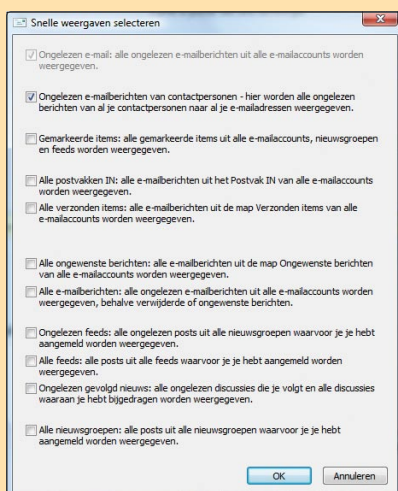 Snelle weergaven selecteren
Ongelezen e-mail: alle ongelezen e-mailberichten uit alle e-mailaccounts worden
weergegeven.
Ongelezen e-mailberichten van contactpersonen - hier worden alle ongelezen
berichten van al je contactpersonen naar al je e-mailadressen weergegeven.
Gemarkeerde items: alle gemarkeerde items uit alle e-mailaccounts, nieuwsgroepen
en feeds worden weergegeven.
Alle postvakken IN: alle e-mailberichten uit het Postvak IN van alle e-mailaccounts
worden weergegeven.
Alle verzonden items: alle e-mailberichten uit de map Verzonden items van alle
e-mailaccounts worden weergegeven.
Alle ongewenste berichten: alle e-mailberichten uit de map Ongewenste berichten
van alle e-mailaccounts worden weergegeven.
Alle e-mailberichten: alle ongelezen e-mailberichten uit alle e-mailaccounts worden
weergegeven, behalve verwijderde of ongewenste berichten.
Ongelezen feeds: alle ongelezen posts uit alle nieuwsgroepen waarvoor je je hebt
aangemeld worden weergegeven.
Alle feeds: alle posts uit alle feeds waarvoor je je hebt aangemeld worden
weergegeven.
Ongelezen gevolgd nieuws: alle ongelezen discussies die je volgt en alle discussies
waaraan je hebt bijgedragen worden weergegeven.
Alle nieuwsgroepen: alle posts uit alle nieuwsgroepen waarvoor je je hebt
aangemeld worden weergegeven.
OK Annuleren